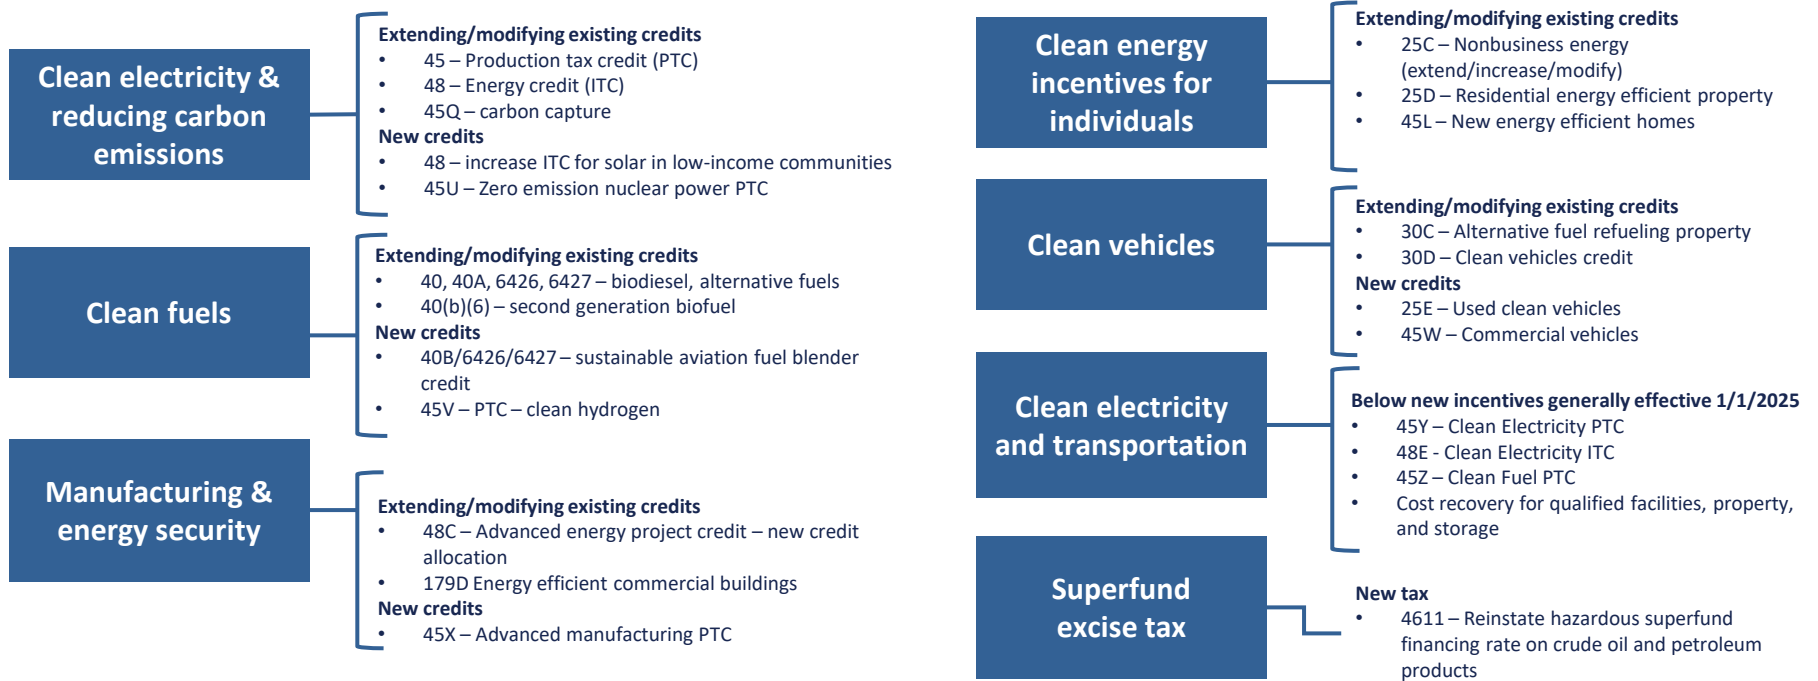 Clean electricity &
reducing carbon
emissions
Extending/modifying existing credits
• 45 – Production tax credit (PTC)
• 48 – Energy credit (ITC)
• 45Q – carbon capture
New credits
• 48 – increase ITC for solar in low-income communities
• 45U – Zero emission nuclear power PTC
Clean fuels
Extending/modifying existing credits
• 40, 40A, 6426, 6427 – biodiesel, alternative fuels
• 40(b)(6) – second generation biofuel
New credits
• 40B/6426/6427 – sustainable aviation fuel blender
credit
• 45V – PTC – clean hydrogen
Manufacturing &
energy security
Extending/modifying existing credits
• 48C – Advanced energy project credit – new credit
allocation
• 179D Energy efficient commercial buildings
New credits
• 45X – Advanced manufacturing PTC
Clean energy
incentives for
individuals
Extending/modifying existing credits
• 25C – Nonbusiness energy
(extend/increase/modify)
• 25D – Residential energy efficient property
• 45L – New energy efficient homes
Clean vehicles
Extending/modifying existing credits
• 30C – Alternative fuel refueling property
• 30D – Clean vehicles credit
New credits
• 25E – Used clean vehicles
• 45W – Commercial vehicles
Clean electricity
and transportation
Below new incentives generally effective 1/1/2025
• 45Y – Clean Electricity PTC
• 48E - Clean Electricity ITC
• 45Z – Clean Fuel PTC
• Cost recovery for qualified facilities, property,
and storage
Superfund
excise tax
New tax
• 4611 – Reinstate hazardous superfund
financing rate on crude oil and petroleum
products